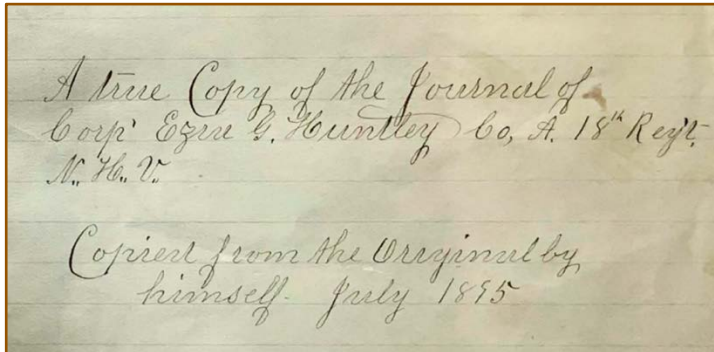 A true Copy of the Journal of
Corp' Ezra G. Huntley Co, A. 18th Reg't.
N. H. V.
Copied from the Original by
himself. July 1895